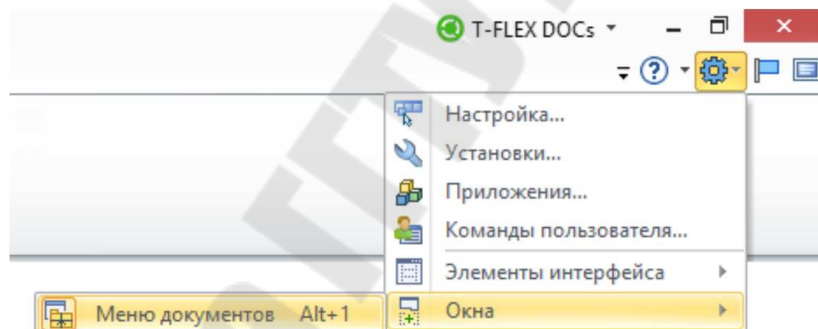 T-FLEX DOCs
Настройка...
Установки...
Приложения...
Команды пользователя...
Элементы интерфейса
Меню документов Alt+1
Окна